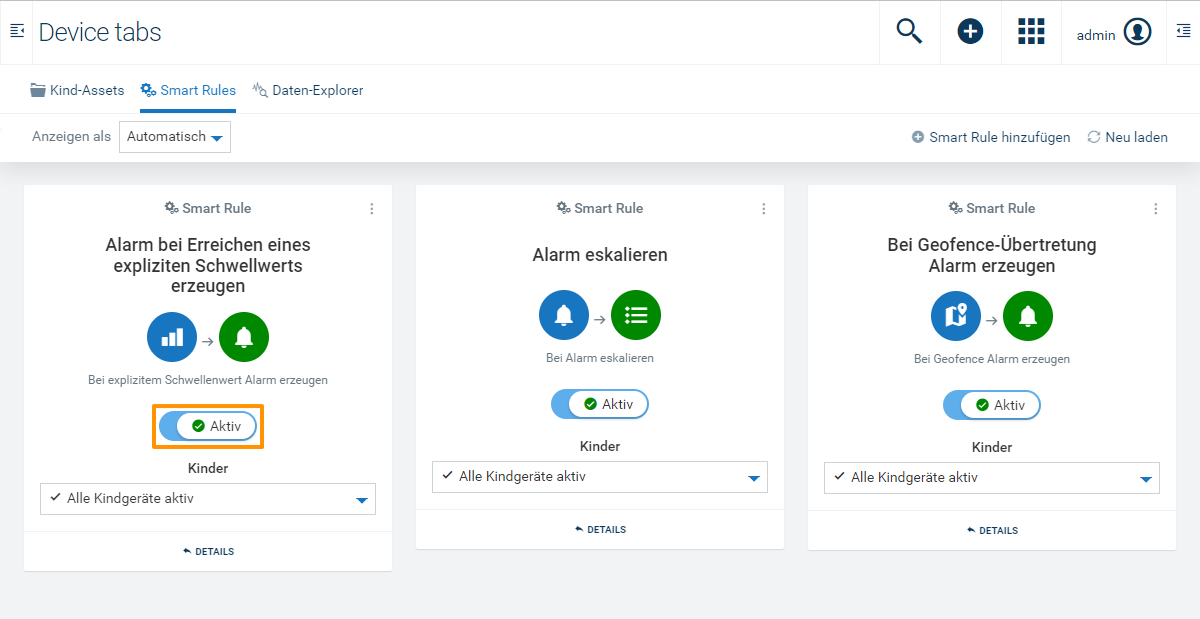 Device tabs
admin
Kind-Assets
Smart Rules
Daten-Explorer
Anzeigen als
Automatisch
Smart Rule hinzufügen
Neu laden
Smart Rule
Alarm bei Erreichen eines
expliziten Schwellwerts
erzeugen
Bei explizitem Schwellenwert Alarm erzeugen
Aktiv
Kinder
Alle Kindgeräte aktiv
DETAILS
Smart Rule
Alarm eskalieren
Bei Alarm eskalieren
Aktiv
Kinder
Alle Kindgeräte aktiv
DETAILS
Smart Rule
Bei Geofence-Übertretung
Alarm erzeugen
Bei Geofence Alarm erzeugen
Aktiv
Kinder
Alle Kindgeräte aktiv
DETAILS